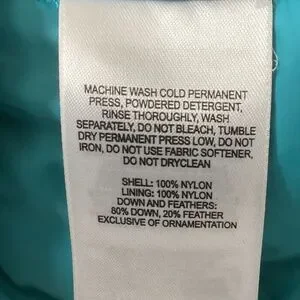 MACHINE WASH COLD PERMANENT
PRESS, POWDERED DETERGENT,
RINSE THOROUGHLY, WASH
SEPARATELY, DO NOT BLEACH, TUMBLE
DRY PERMANENT PRESS LOW, DO NOT
IRON, DO NOT USE FABRIC SOFTENER,
DO NOT DRYCLEAN
SHELL: 100% NYLON
LINING: 100% NYLON
DOWN AND FEATHERS:
80% DOWN, 20% FEATHER
EXCLUSIVE OF ORNAMENTATION